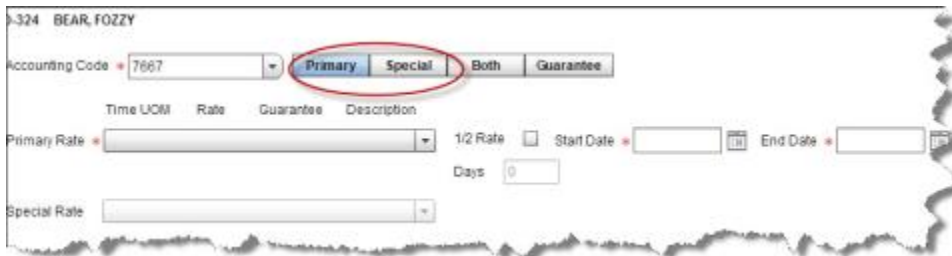 -324 BEAR, FOZZY
Accounting Code * 7667 Primary Special Both Guarantee
Time UOM Rate Guarantee Description
Primary Rate * 1/2 Rate Start Date * End Date *
Days 0
Special Rate